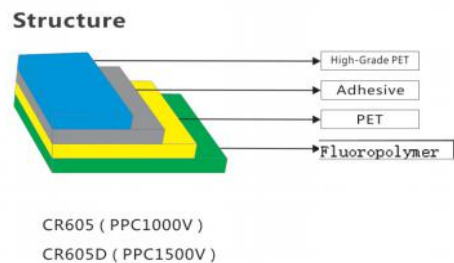 Structure
High-Grade PET
Adhesive
PET
Fluoropolymer
CR605 ( PPC1000V )
CR605D ( PPC1500V )